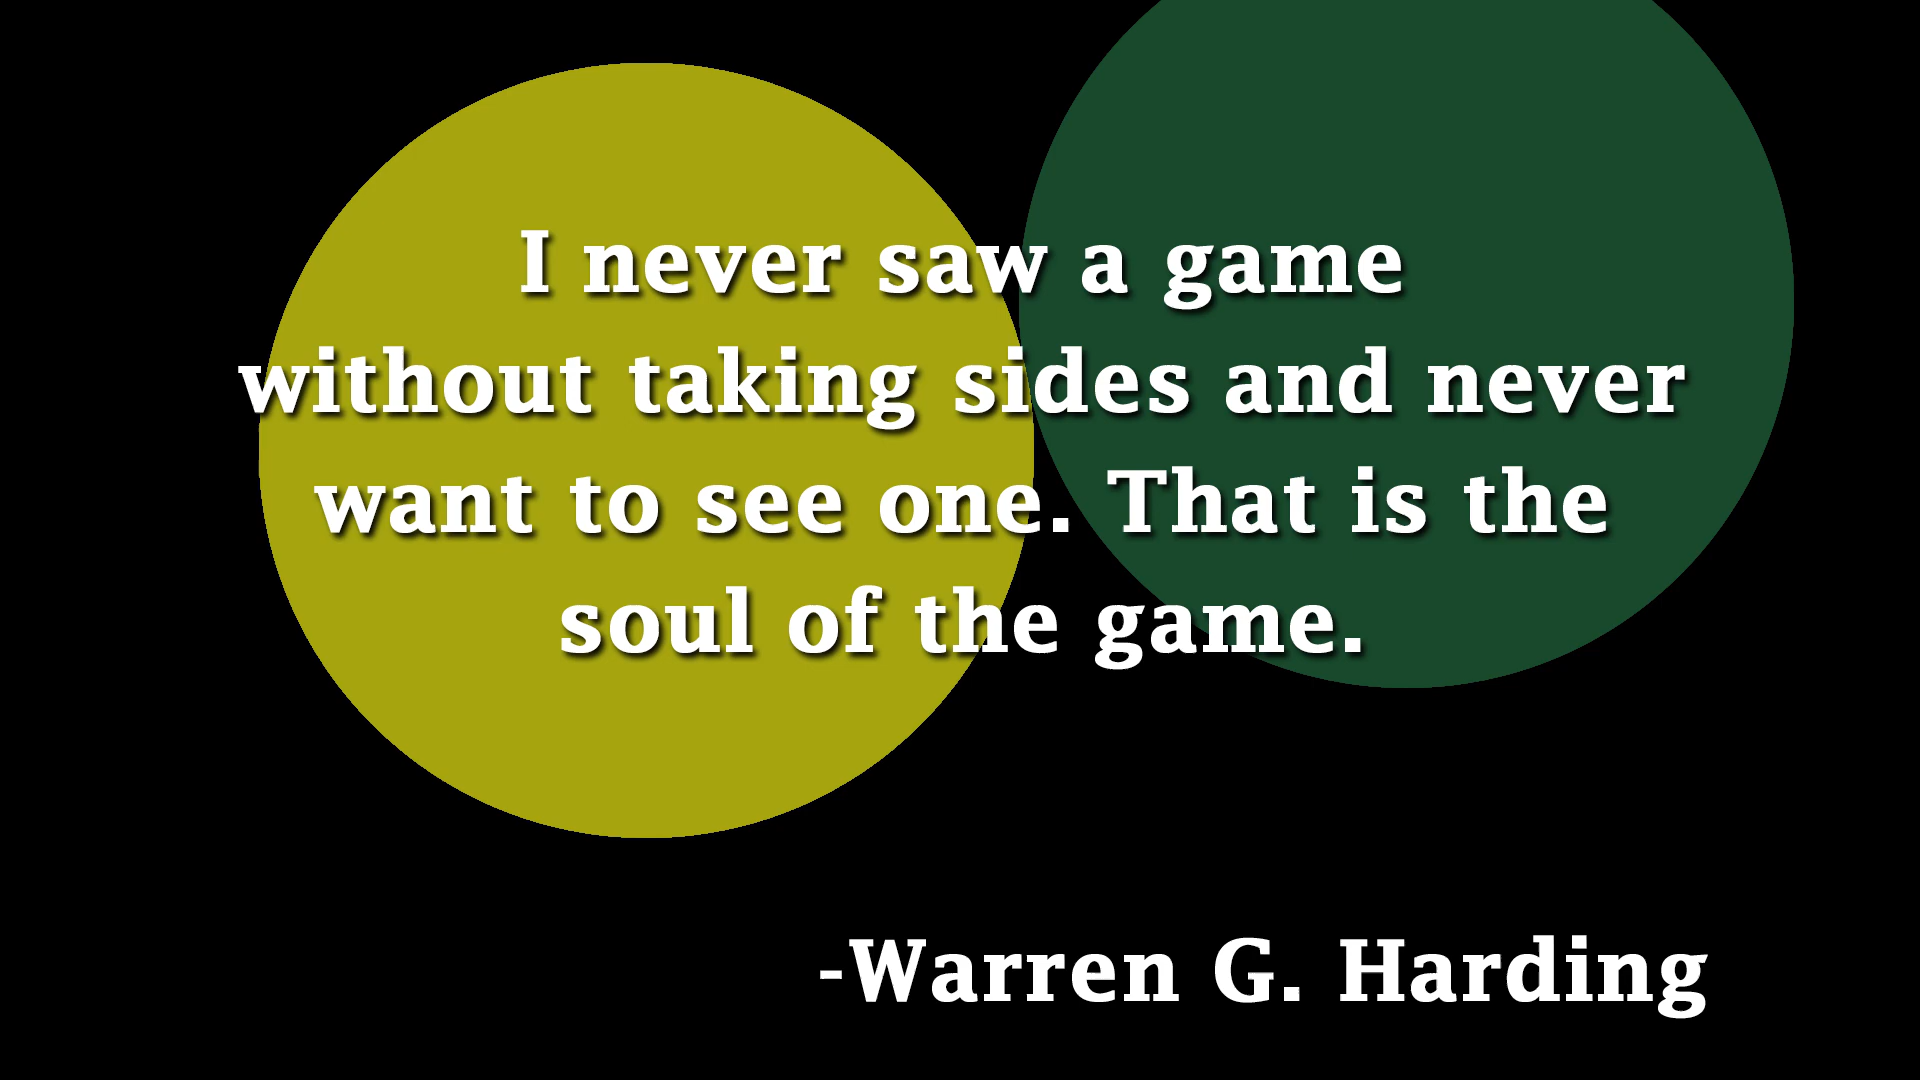 I never saw a game
without taking sides and never
want to see one. That is the
soul of the game.
-Warren G. Harding